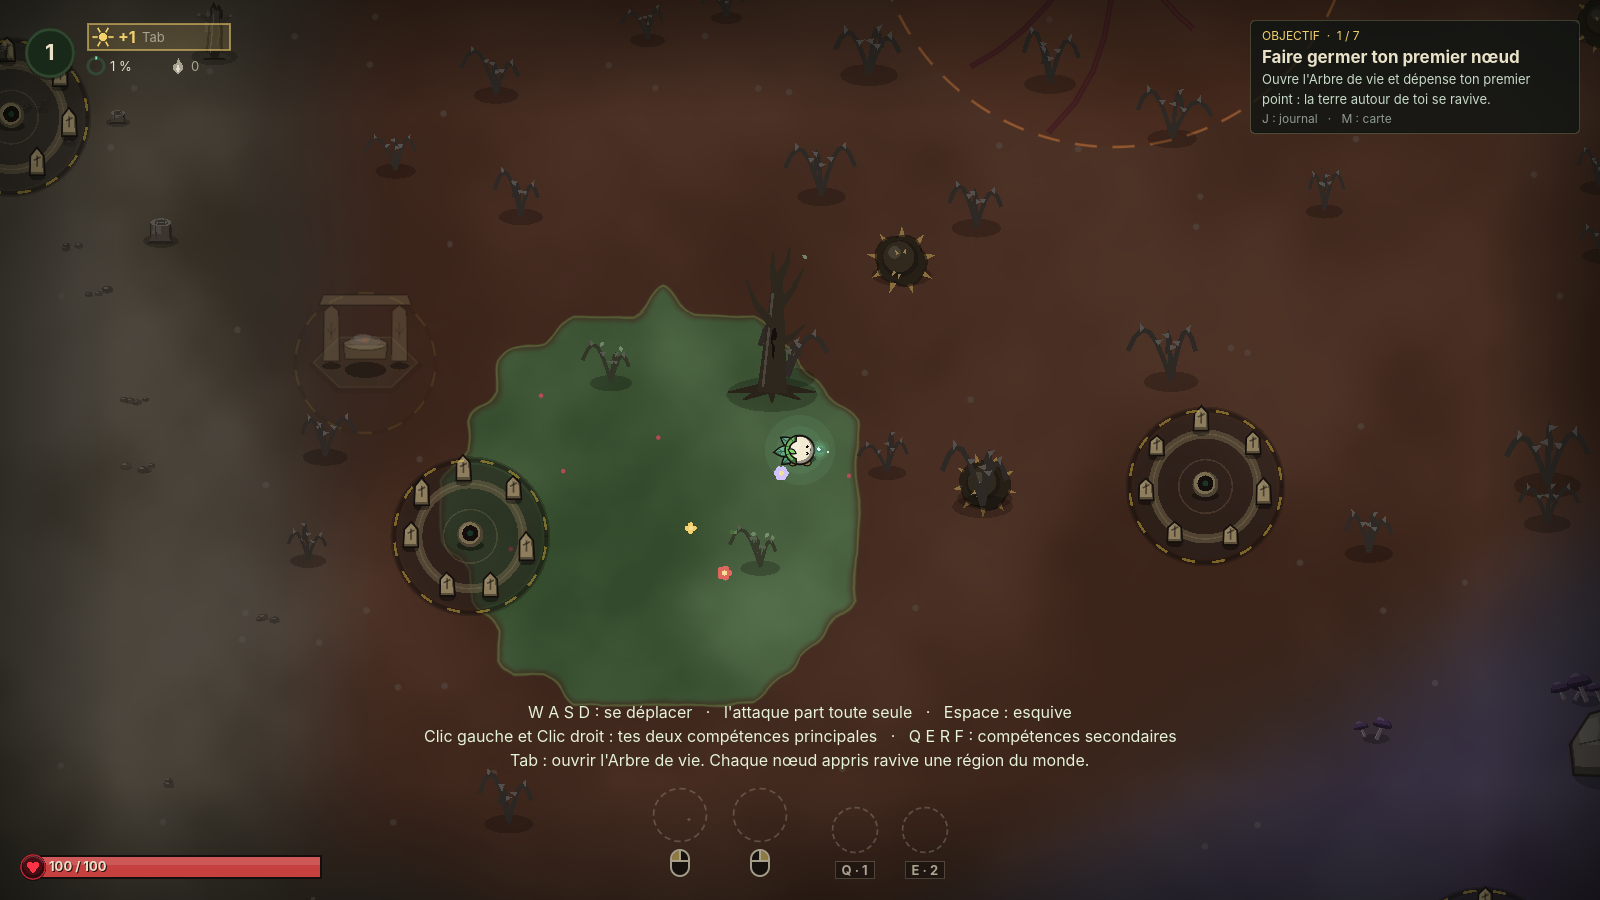 1
+1 Tab
1 % 0
OBJECTIF · 1 / 7
Faire germer ton premier nœud
Ouvre l'Arbre de vie et dépense ton premier
point : la terre autour de toi se ravive.
J : journal · M : carte
W A S D : se déplacer · l'attaque part toute seule · Espace : esquive
Clic gauche et Clic droit : tes deux compétences principales · Q E R F : compétences secondaires
Tab : ouvrir l'Arbre de vie. Chaque nœud appris ravive une région du monde.
100 / 100
Q · 1
E · 2